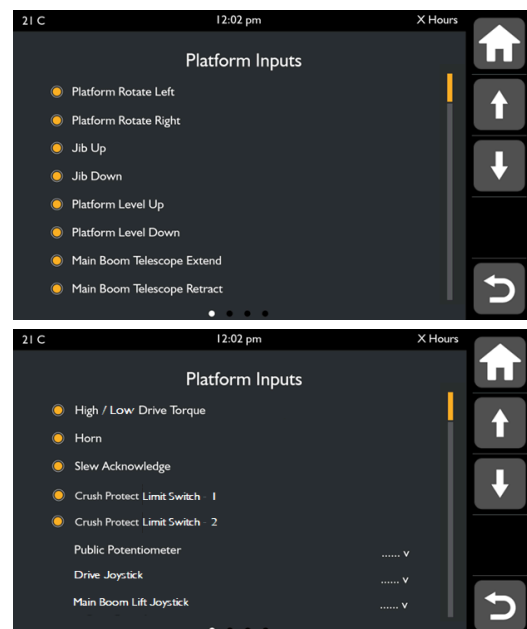 21 C 12:02 pm X Hours
Platform Inputs
Platform Rotate Left
Platform Rotate Right
Jib Up
Jib Down
Platform Level Up
Platform Level Down
Main Boom Telescope Extend
Main Boom Telescope Retract
21 C 12:02 pm X Hours
Platform Inputs
High / Low Drive Torque
Horn
Slew Acknowledge
Crush Protect Limit Switch - 1
Crush Protect Limit Switch - 2
Public Potentiometer ...... v
Drive Joystick ...... v
Main Boom Lift Joystick ...... v